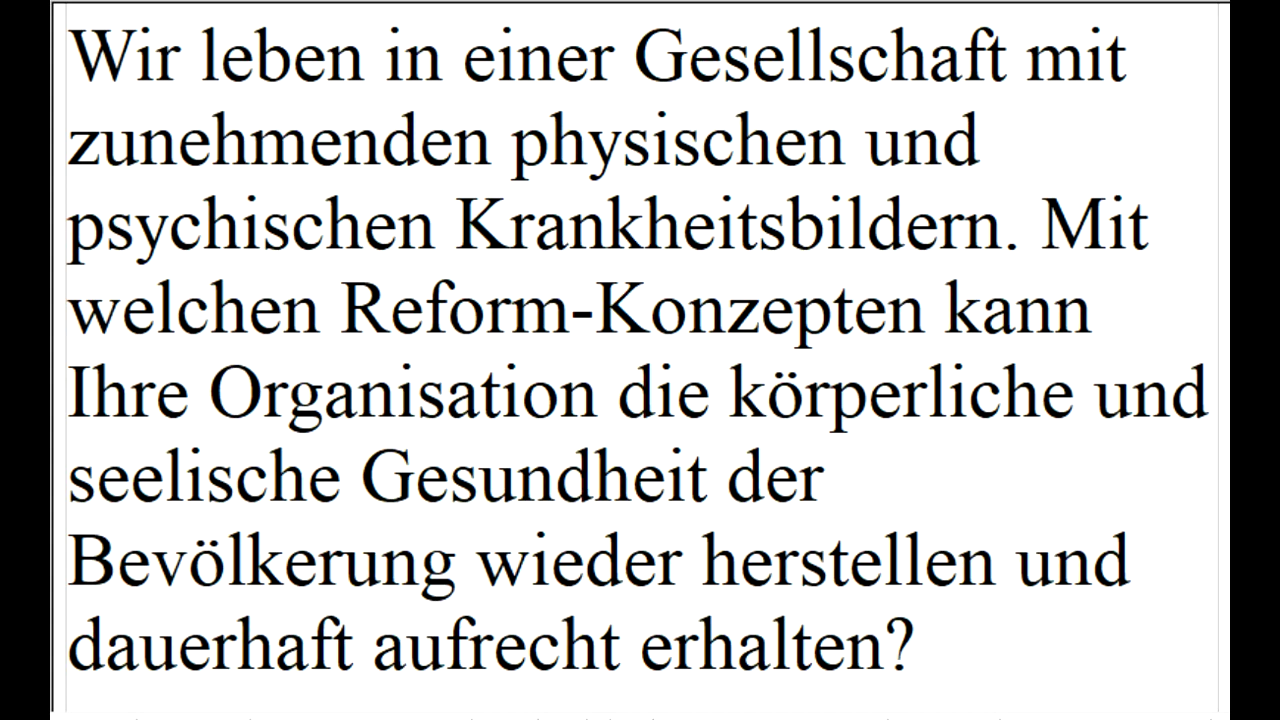 Wir leben in einer Gesellschaft mit
zunehmenden physischen und
psychischen Krankheitsbildern. Mit
welchen Reform-Konzepten kann
Ihre Organisation die körperliche und
seelische Gesundheit der
Bevölkerung wieder herstellen und
dauerhaft aufrecht erhalten?